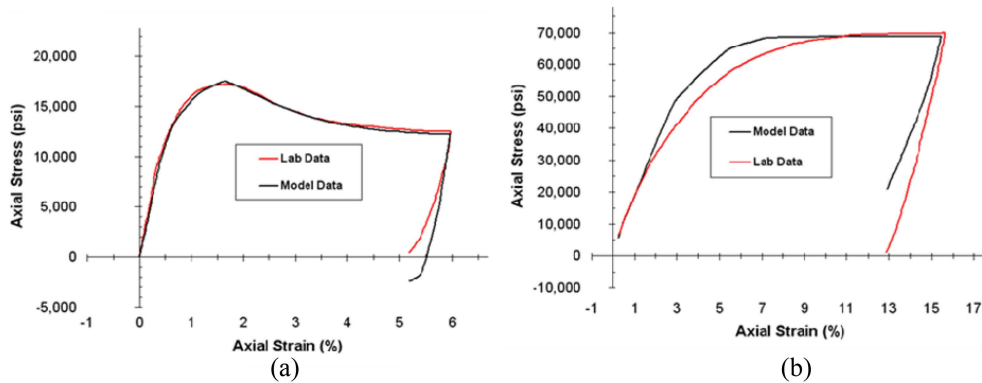 20,000
15,000
10,000
5,000
0
-5,000
-1 0 1 2 3 4 5 6
Axial Stress (psi)
Axial Strain (%)
Lab Data
Model Data
(a)
70,000
60,000
50,000
40,000
30,000
20,000
10,000
0
-10,000
-1 1 3 5 7 9 11 13 15 17
Axial Stress (psi)
Axial Strain (%)
Model Data
Lab Data
(b)